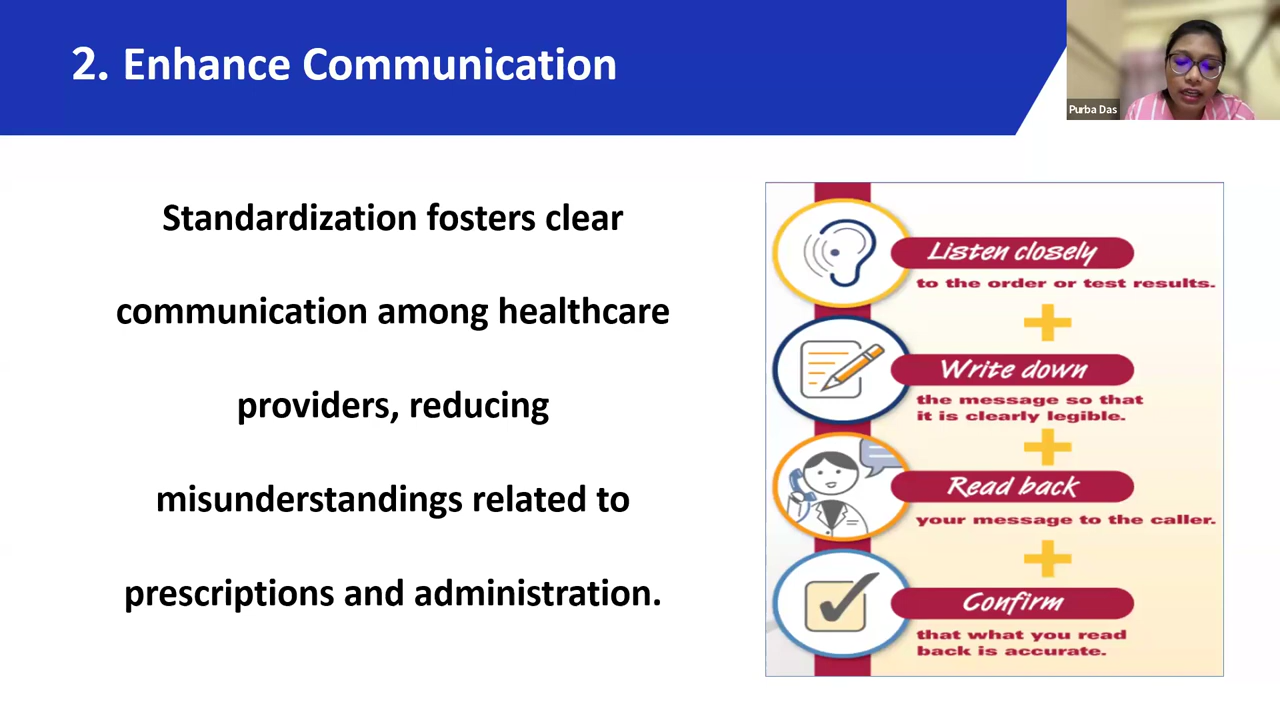 2. Enhance Communication
Purba Das
Standardization fosters clear
communication among healthcare
providers, reducing
misunderstandings related to
prescriptions and administration.
Listen closely
to the order or test results.
Write down
the message so that
it is clearly legible.
Read back
your message to the caller.
Confirm
that what you read
back is accurate.